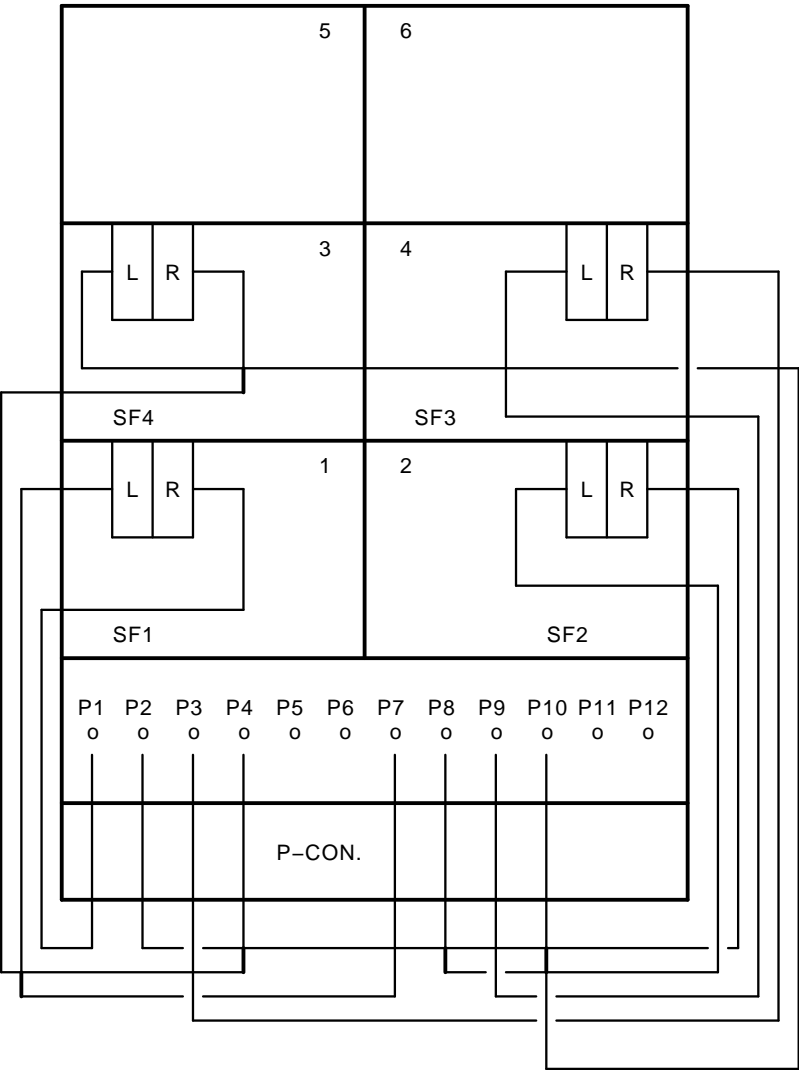 5 6
L R 3 4 L R
SF4 SF3
L R 1 2 L R
SF1 SF2
P1 P2 P3 P4 P5 P6 P7 P8 P9 P10 P11 P12
o o o o o o o o o o o o
P−CON.